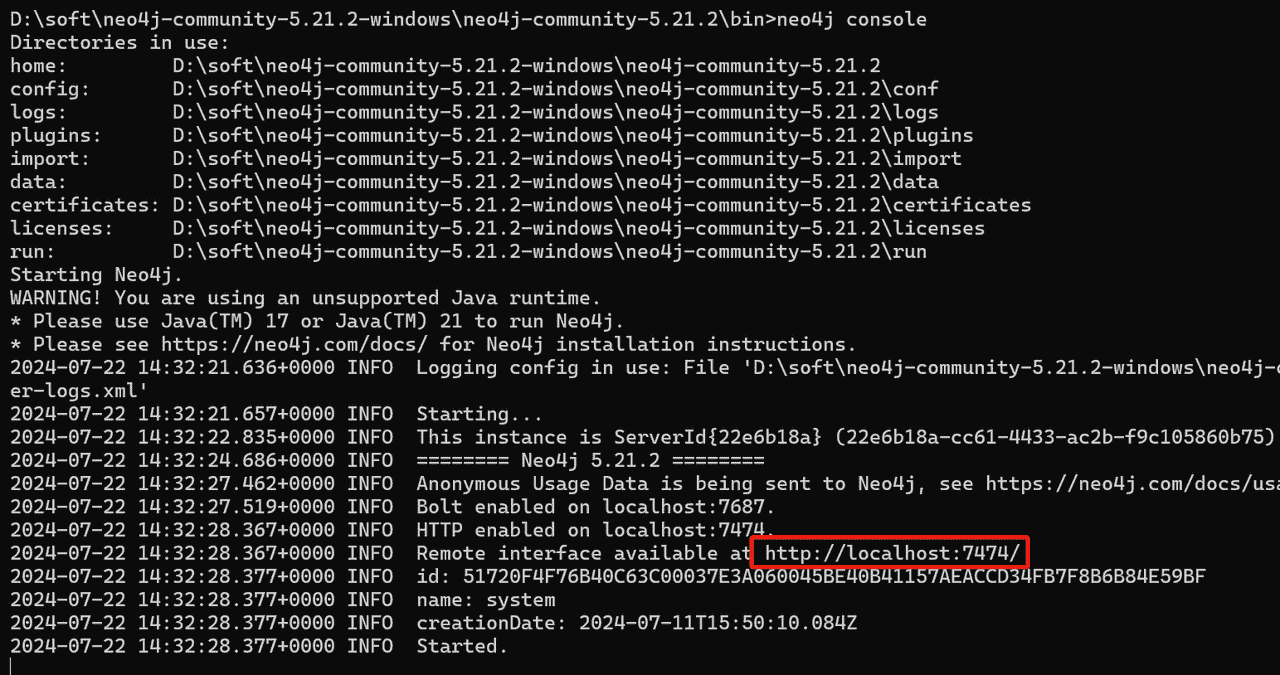 D:\soft\neo4j-community-5.21.2-windows\neo4j-community-5.21.2\bin>neo4j console
Directories in use:
home:         D:\soft\neo4j-community-5.21.2-windows\neo4j-community-5.21.2
config:       D:\soft\neo4j-community-5.21.2-windows\neo4j-community-5.21.2\conf
logs:         D:\soft\neo4j-community-5.21.2-windows\neo4j-community-5.21.2\logs
plugins:      D:\soft\neo4j-community-5.21.2-windows\neo4j-community-5.21.2\plugins
import:       D:\soft\neo4j-community-5.21.2-windows\neo4j-community-5.21.2\import
data:         D:\soft\neo4j-community-5.21.2-windows\neo4j-community-5.21.2\data
certificates: D:\soft\neo4j-community-5.21.2-windows\neo4j-community-5.21.2\certificates
licenses:     D:\soft\neo4j-community-5.21.2-windows\neo4j-community-5.21.2\licenses
run:          D:\soft\neo4j-community-5.21.2-windows\neo4j-community-5.21.2\run
Starting Neo4j.
WARNING! You are using an unsupported Java runtime.
* Please use Java(TM) 17 or Java(TM) 21 to run Neo4j.
* Please see https://neo4j.com/docs/ for Neo4j installation instructions.
2024-07-22 14:32:21.636+0000 INFO  Logging config in use: File 'D:\soft\neo4j-community-5.21.2-windows\neo4j-c
er-logs.xml'
2024-07-22 14:32:21.657+0000 INFO  Starting...
2024-07-22 14:32:22.835+0000 INFO  This instance is ServerId{22e6b18a} (22e6b18a-cc61-4433-ac2b-f9c105860b75)
2024-07-22 14:32:24.686+0000 INFO  ======== Neo4j 5.21.2 ========
2024-07-22 14:32:27.462+0000 INFO  Anonymous Usage Data is being sent to Neo4j, see https://neo4j.com/docs/usa
2024-07-22 14:32:27.519+0000 INFO  Bolt enabled on localhost:7687.
2024-07-22 14:32:28.367+0000 INFO  HTTP enabled on localhost:7474.
2024-07-22 14:32:28.367+0000 INFO  Remote interface available at http://localhost:7474/
2024-07-22 14:32:28.377+0000 INFO  id: 51720F4F76B40C63C00037E3A060045BE40B41157AEACCD34FB7F8B6B84E59BF
2024-07-22 14:32:28.377+0000 INFO  name: system
2024-07-22 14:32:28.377+0000 INFO  creationDate: 2024-07-11T15:50:10.084Z
2024-07-22 14:32:28.377+0000 INFO  Started.